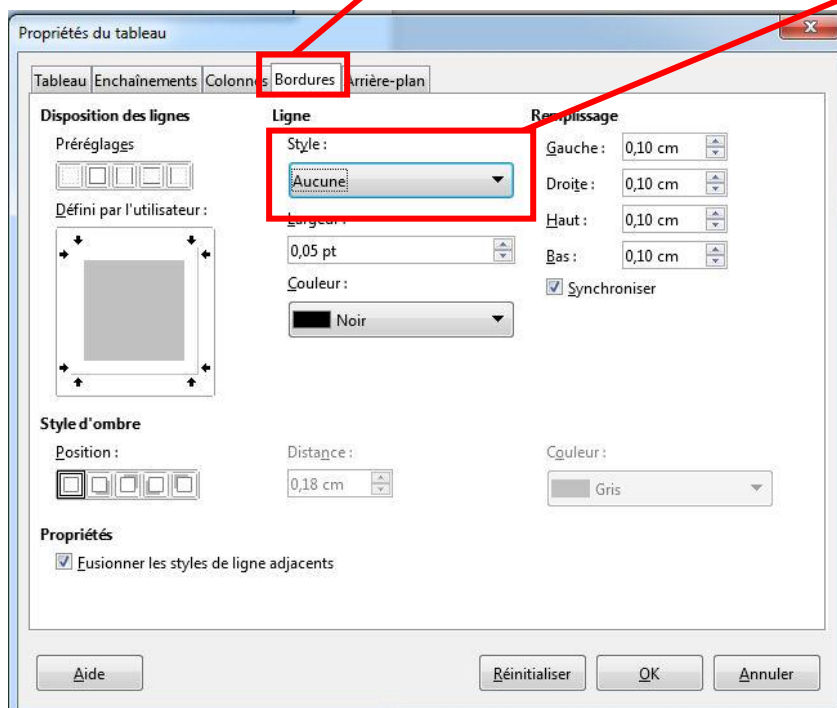 Propriétés du tableau
Tableau Enchaînements Colonnes Bordures Arrière-plan
Disposition des lignes
Préréglages
Défini par l'utilisateur :
Ligne
Style :
Aucune
Largeur :
0,05 pt
Couleur :
Noir
Remplissage
Gauche : 0,10 cm
Droite : 0,10 cm
Haut : 0,10 cm
Bas : 0,10 cm
Synchroniser
Style d'ombre
Position :
Distance :
0,18 cm
Couleur :
Gris
Propriétés
Fusionner les styles de ligne adjacents
Aide Réinitialiser OK Annuler